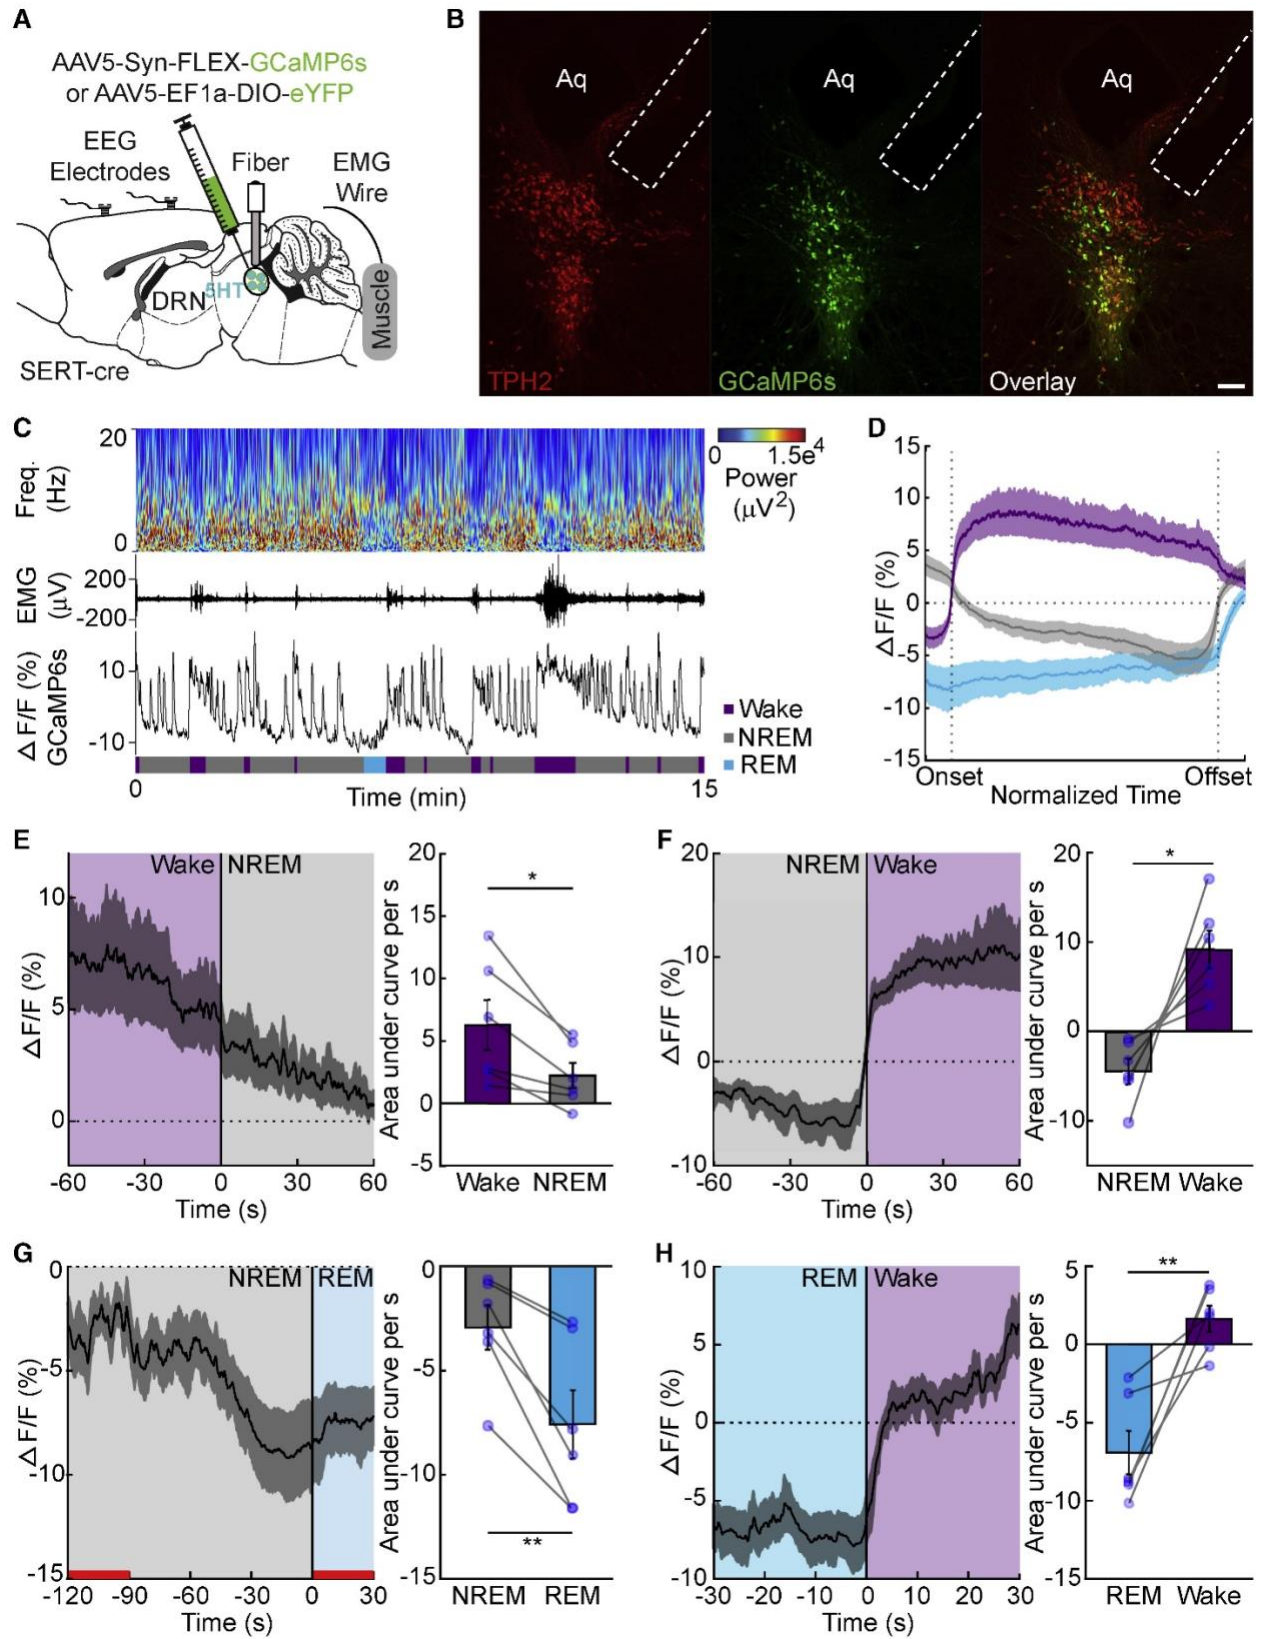 A
AAV5-Syn-FLEX-GCaMP6s
or AAV5-EF1a-DIO-eYFP
EEG
Electrodes
Fiber
EMG
Wire
DRN
5HT
Muscle
SERT-cre
B
Aq
Aq
Aq
TPH2
GCaMP6s
Overlay
C
20
Freq.
(Hz)
0
0
1.5e4
Power
(μV2)
200
EMG
(μV)
-200
10
ΔF/F (%)
GCaMP6s
-10
Wake
NREM
REM
0
Time (min)
15
D
15
10
5
0
-5
-10
-15
ΔF/F (%)
Onset
Offset
Normalized Time
E
Wake
NREM
10
5
0
ΔF/F (%)
-60
-30
0
30
60
Time (s)
20
15
10
5
0
-5
Area under curve per s
*
Wake
NREM
F
NREM
Wake
20
10
0
-10
ΔF/F (%)
-60
-30
0
30
60
Time (s)
20
10
0
-10
Area under curve per s
*
NREM
Wake
G
NREM
REM
0
-5
-10
-15
ΔF/F (%)
-120
-90
-60
-30
0
30
Time (s)
0
-5
-10
-15
Area under curve per s
**
NREM
REM
H
REM
Wake
10
5
0
-5
-10
ΔF/F (%)
-30
-20
-10
0
10
20
30
Time (s)
5
0
-5
-10
-15
Area under curve per s
**
REM
Wake